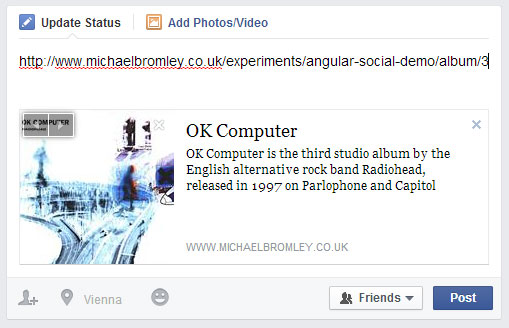 Update Status
Add Photos/Video
http://www.michaelbromley.co.uk/experiments/angular-social-demo/album/3
OK COMPUTER
OK Computer
OK Computer is the third studio album by the
English alternative rock band Radiohead,
released in 1997 on Parlophone and Capitol
WWW.MICHAELBROMLEY.CO.UK
Vienna
Friends
Post